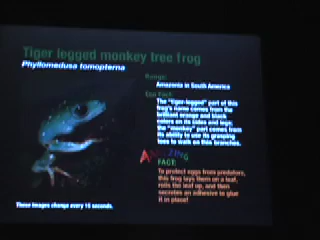 Tiger legged monkey tree frog
Phyllomedusa tomopterna
Range:
Amazonia in South America
Fun Fact:
The "tiger-legged" part of this
frog's name comes from the
brilliant orange and black
colors on its sides and legs;
the "monkey" part comes from
its ability to use its grasping
toes to walk on thin branches.
AMAZING
FACE:
To protect eggs from predators,
this frog lays them on a leaf,
rolls the leaf up, and then
secretes an adhesive to glue
it in place!
These images change every 15 seconds.